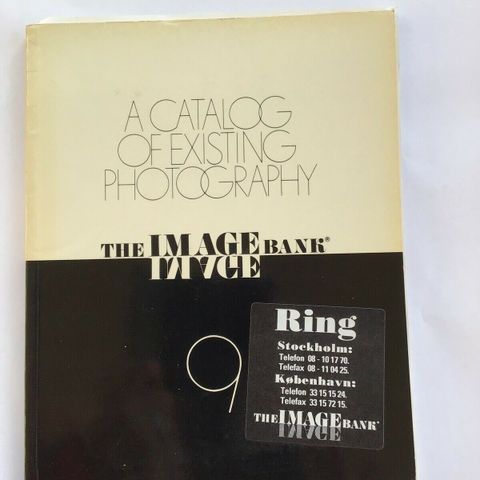 A CATALOG
OF EXISTING
PHOTOGRAPHY
THE IMAGE BANK®
IMAGE
9
Ring
Stockholm:
Telefon 08 - 10 17 70.
Telefax 08 - 11 04 25.
København:
Telefon 33 15 15 24.
Telefax 33 15 72 15.
THE IMAGE BANK®
IMAGE